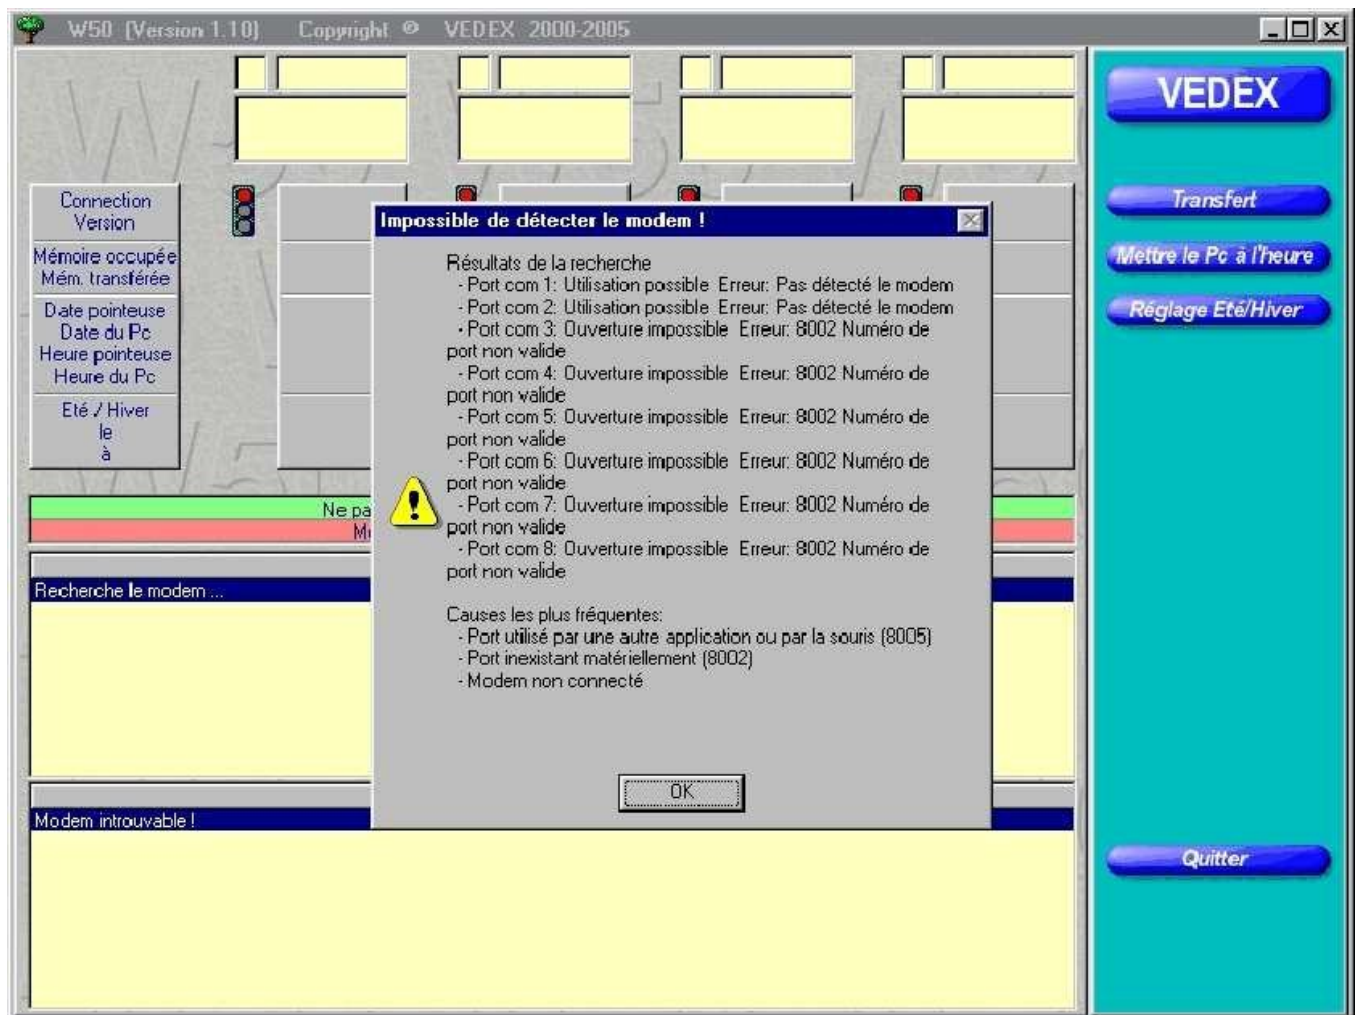 W50 (Version 1.10) Copyright © VEDEX 2000-2005
VEDEX
Connection
Version
Mémoire occupée
Mém. transférée
Date pointeuse
Date du Pc
Heure pointeuse
Heure du Pc
Eté / Hiver
le
à
Transfert
Mettre le Pc à l'heure
Réglage Eté/Hiver
Impossible de détecter le modem !
Résultats de la recherche
- Port com 1: Utilisation possible Erreur: Pas détecté le modem
- Port com 2: Utilisation possible Erreur: Pas détecté le modem
- Port com 3: Ouverture impossible Erreur: 8002 Numéro de
port non valide
- Port com 4: Ouverture impossible Erreur: 8002 Numéro de
port non valide
- Port com 5: Ouverture impossible Erreur: 8002 Numéro de
port non valide
- Port com 6: Ouverture impossible Erreur: 8002 Numéro de
port non valide
- Port com 7: Ouverture impossible Erreur: 8002 Numéro de
port non valide
- Port com 8: Ouverture impossible Erreur: 8002 Numéro de
port non valide
Causes les plus fréquentes:
- Port utilisé par une autre application ou par la souris (8005)
- Port inexistant matériellement (8002)
- Modem non connecté
OK
Ne pa
Recherche le modem ...
Modem introuvable !
Quitter